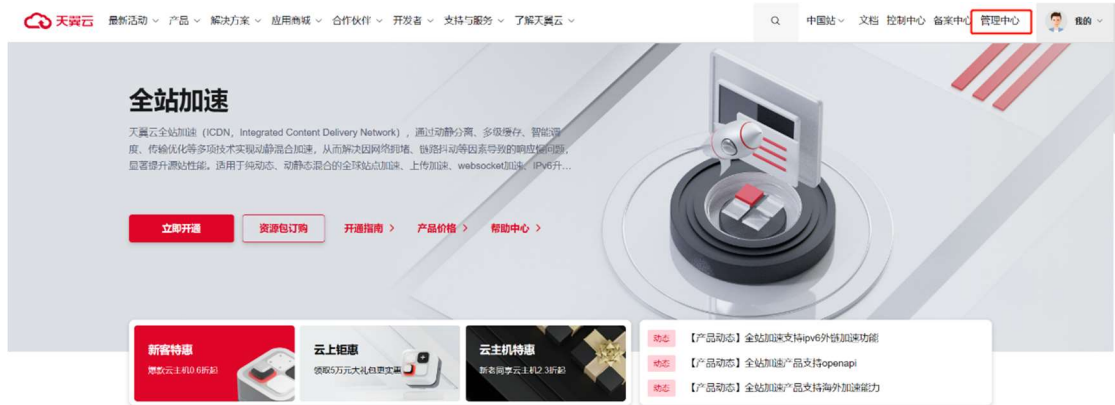 天翼云 最新活动 产品 解决方案 应用商城 合作伙伴 开发者 支持与服务 了解天翼云 中国站 文档 控制中心 备案中心 管理中心 我的
全站加速
天翼云全站加速（ICDN，Integrated Content Delivery Network），通过动静分离、多级缓存、智能调
度、传输优化等多项技术实现动静混合加速，从而解决因网络拥堵、链路抖动等因素导致的响应慢问题，
显著提升源站性能。适用于纯动态、动静态混合的全球站点加速、上传加速、websocket加速、IPv6升…
立即开通 资源包订购 开通指南 产品价格 帮助中心
新客特惠
爆款云主机0.6折起
云上钜惠
领取5万元大礼包更实惠
云主机特惠
新老同享云主机2.3折起
动态 【产品动态】全站加速支持ipv6外链加速功能
动态 【产品动态】全站加速产品支持openapi
动态 【产品动态】全站加速产品支持海外加速能力